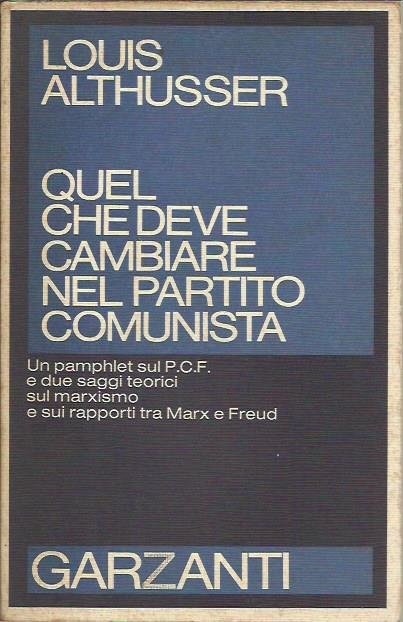 LOUIS
ALTHUSSER
QUEL
CHE DEVE
CAMBIARE
NEL PARTITO
COMUNISTA
Un pamphlet sul P.C.F.
e due saggi teorici
sul marxismo
e sui rapporti tra Marx e Freud
GARZANTI